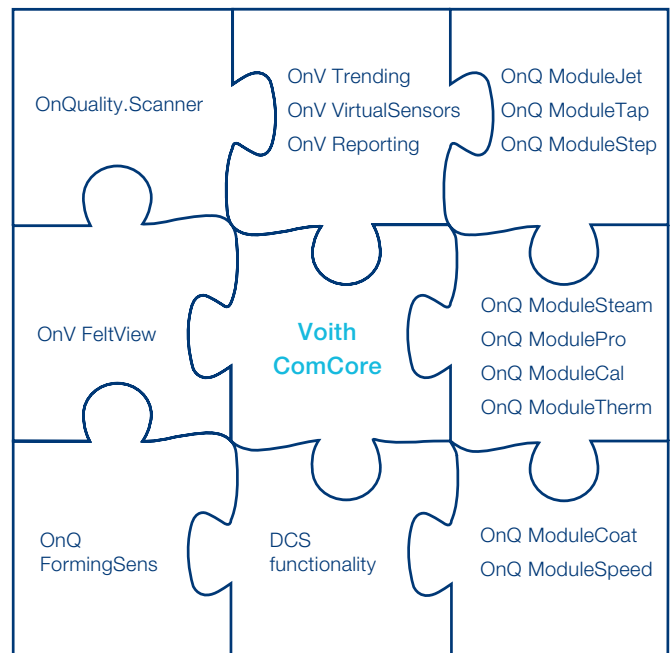 OnQuality.Scanner
OnV Trending
OnV VirtualSensors
OnV Reporting
OnQ ModuleJet
OnQ ModuleTap
OnQ ModuleStep
OnV FeltView
Voith
ComCore
OnQ ModuleSteam
OnQ ModulePro
OnQ ModuleCal
OnQ ModuleTherm
OnQ
FormingSens
DCS
functionality
OnQ ModuleCoat
OnQ ModuleSpeed